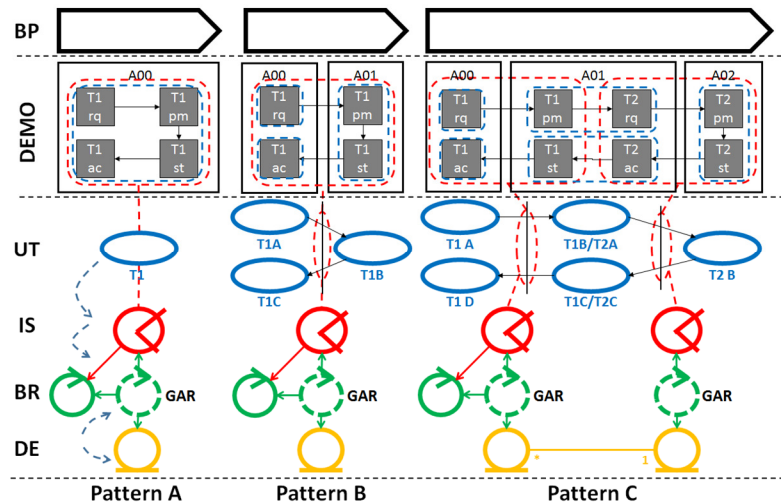 BP
DEMO
A00
T1 rq
T1 pm
T1 ac
T1 st
A00
A01
T1 rq
T1 pm
T1 ac
T1 st
A00
A01
A02
T1 rq
T1 pm
T2 rq
T2 pm
T1 ac
T1 st
T2 ac
T2 st
UT
T1
T1A
T1B
T1C
T1 A
T1B/T2A
T2 B
T1 D
T1C/T2C
IS
BR
GAR
GAR
GAR
GAR
DE
*
1
Pattern A
Pattern B
Pattern C